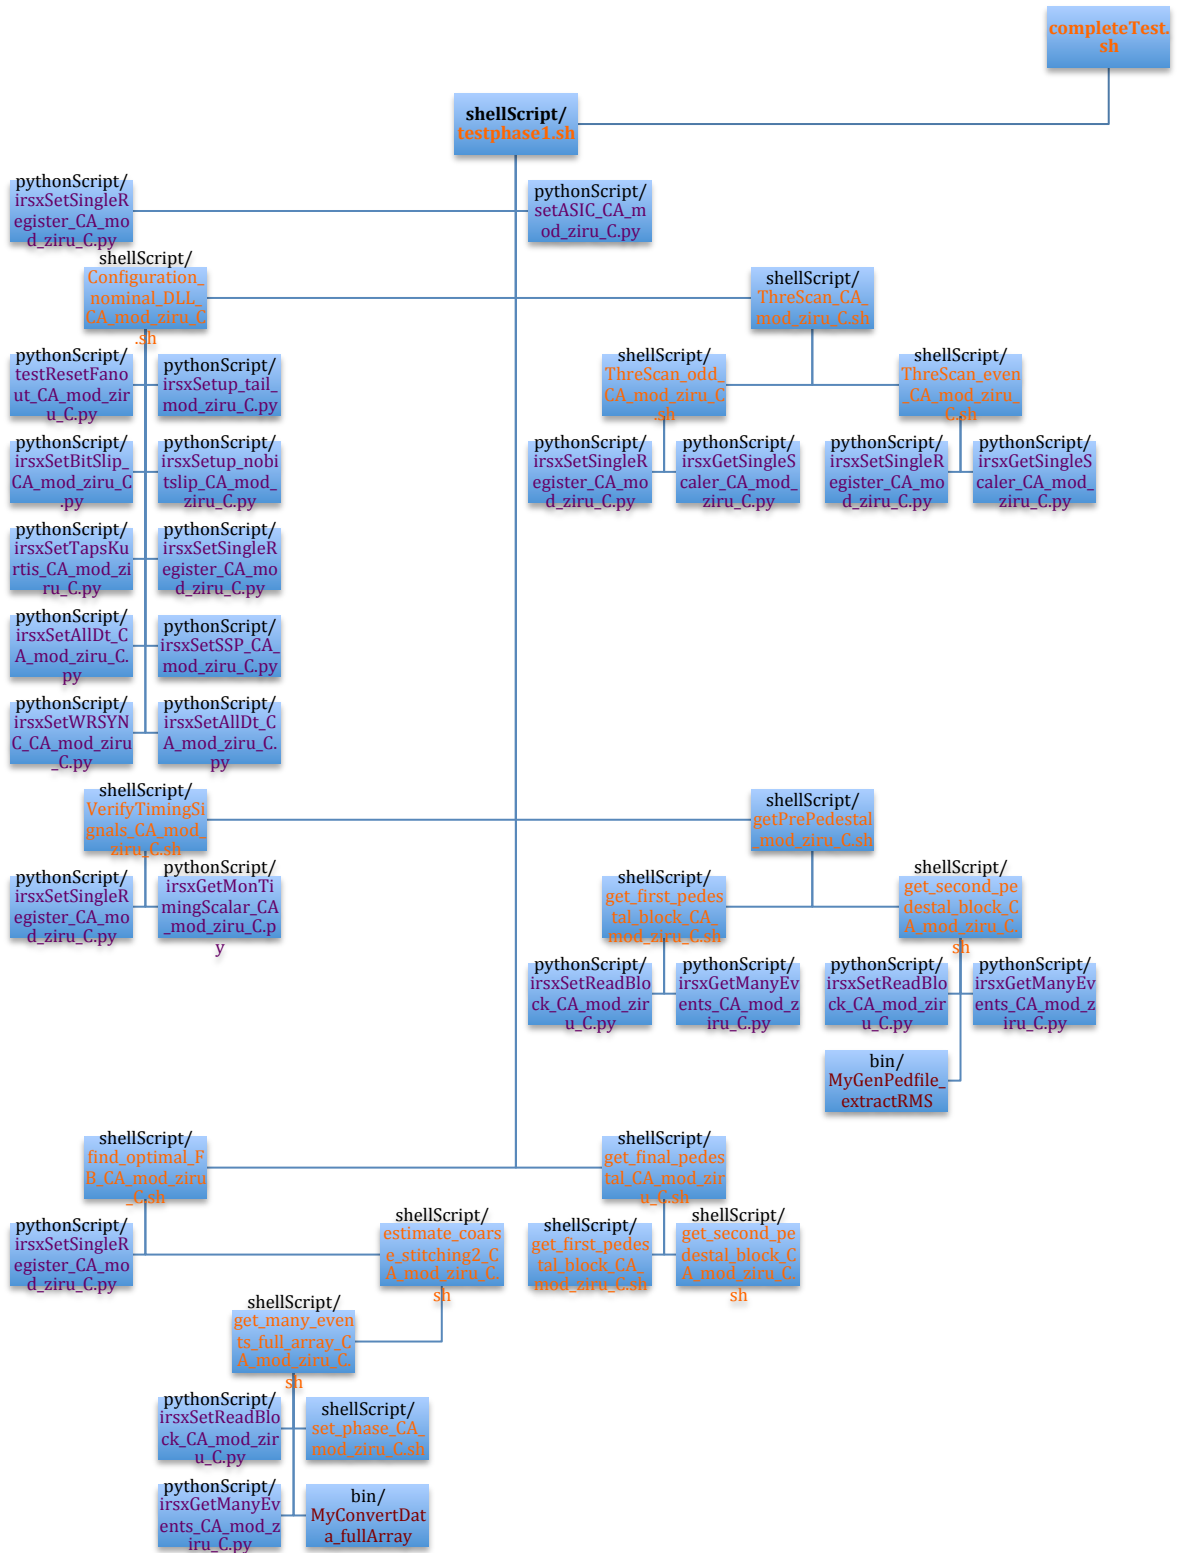 completeTest.
sh
shellScript/
testphase1.sh
pythonScript/
irsxSetSingleR
egister_CA_mo
d_ziru_C.py
pythonScript/
setASIC_CA_m
od_ziru_C.py
shellScript/
Configuration_
nominal_DLL_
CA_mod_ziru_C
.sh
shellScript/
ThreScan_CA_
mod_ziru_C.sh
pythonScript/
testResetFano
ut_CA_mod_zir
u_C.py
pythonScript/
irsxSetup_tail_
mod_ziru_C.py
shellScript/
ThreScan_odd_
CA_mod_ziru_C
.sh
shellScript/
ThreScan_even
_CA_mod_ziru_
C.sh
pythonScript/
irsxSetBitSlip_
CA_mod_ziru_C
.py
pythonScript/
irsxSetup_nobi
tslip_CA_mod_
ziru_C.py
pythonScript/
irsxSetSingleR
egister_CA_mo
d_ziru_C.py
pythonScript/
irsxGetSingleS
caler_CA_mod_
ziru_C.py
pythonScript/
irsxSetSingleR
egister_CA_mo
d_ziru_C.py
pythonScript/
irsxGetSingleS
caler_CA_mod_
ziru_C.py
pythonScript/
irsxSetTapsKu
rtis_CA_mod_zi
ru_C.py
pythonScript/
irsxSetSingleR
egister_CA_mo
d_ziru_C.py
pythonScript/
irsxSetAllDt_C
A_mod_ziru_C.
py
pythonScript/
irsxSetSSP_CA_
mod_ziru_C.py
pythonScript/
irsxSetWRSYN
C_CA_mod_ziru
_C.py
pythonScript/
irsxSetAllDt_C
A_mod_ziru_C.
py
shellScript/
VerifyTimingSi
gnals_CA_mod_
ziru_C.sh
shellScript/
getPrePedestal
_mod_ziru_C.sh
pythonScript/
irsxSetSingleR
egister_CA_mo
d_ziru_C.py
pythonScript/
irsxGetMonTi
mingScalar_CA
_mod_ziru_C.p
y
shellScript/
get_first_pedes
tal_block_CA_
mod_ziru_C.sh
shellScript/
get_second_pe
destal_block_C
A_mod_ziru_C.
sh
pythonScript/
irsxSetReadBlo
ck_CA_mod_zir
u_C.py
pythonScript/
irsxGetManyEv
ents_CA_mod_z
iru_C.py
pythonScript/
irsxSetReadBlo
ck_CA_mod_zir
u_C.py
pythonScript/
irsxGetManyEv
ents_CA_mod_z
iru_C.py
bin/
MyGenPedfile_
extractRMS
shellScript/
find_optimal_F
B_CA_mod_ziru
_C.sh
shellScript/
get_final_pedes
tal_CA_mod_zir
u_C.sh
pythonScript/
irsxSetSingleR
egister_CA_mo
d_ziru_C.py
shellScript/
estimate_coars
e_stitching2_C
A_mod_ziru_C.
sh
shellScript/
get_first_pedes
tal_block_CA_
mod_ziru_C.sh
shellScript/
get_second_pe
destal_block_C
A_mod_ziru_C.
sh
shellScript/
get_many_even
ts_full_array_C
A_mod_ziru_C.
sh
pythonScript/
irsxSetReadBlo
ck_CA_mod_zir
u_C.py
shellScript/
set_phase_CA_
mod_ziru_C.sh
pythonScript/
irsxGetManyEv
ents_CA_mod_z
iru_C.py
bin/
MyConvertDat
a_fullArray